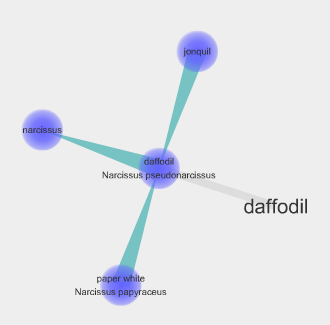 jonquil
narcissus
daffodil
Narcissus pseudonarcissus
daffodil
paper white
Narcissus papyraceus